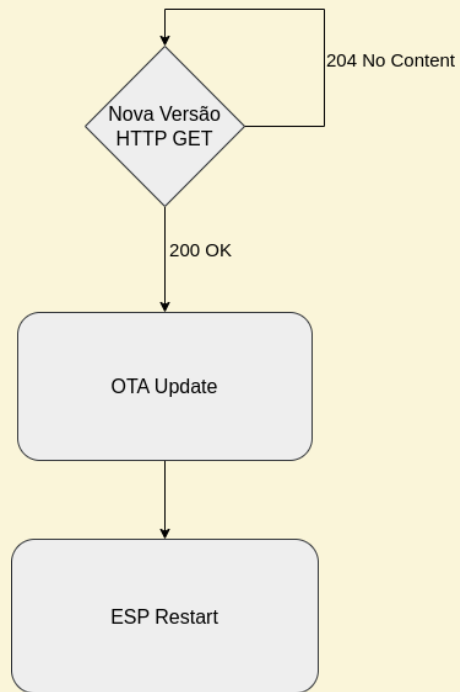 204 No Content
Nova Versão
HTTP GET
200 OK
OTA Update
ESP Restart